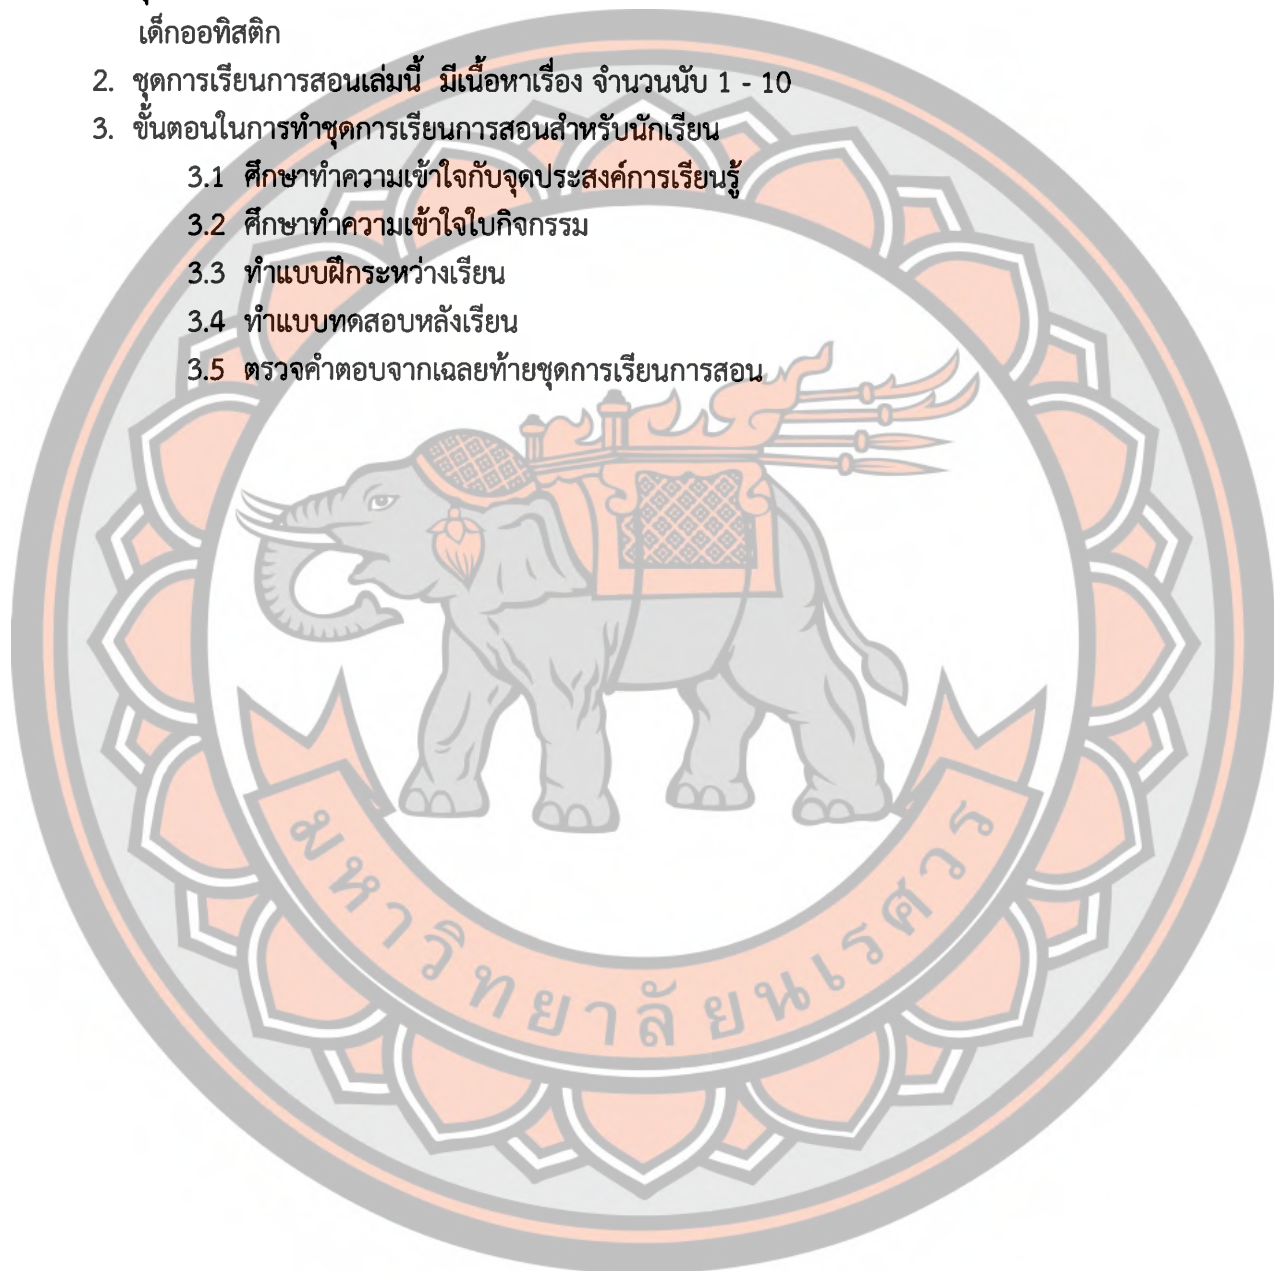 เด็กออทิสติก
2. ชุดการเรียนการสอนเล่มนี้ มีเนื้อหาเรื่อง จำนวนนับ 1 - 10
3. ขั้นตอนในการทำชุดการเรียนการสอนสำหรับนักเรียน
3.1 ศึกษาทำความเข้าใจกับจุดประสงค์การเรียนรู้
3.2 ศึกษาทำความเข้าใจใบกิจกรรม
3.3 ทำแบบฝึกระหว่างเรียน
3.4 ทำแบบทดสอบหลังเรียน
3.5 ตรวจคำตอบจากเฉลยท้ายชุดการเรียนการสอน
มหาวิทยาลัยนเรศวร